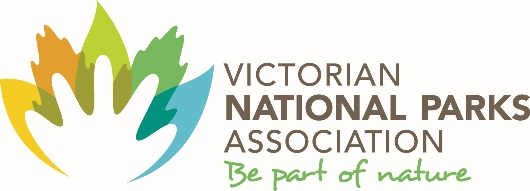 VICTORIAN
NATIONAL PARKS
ASSOCIATION
Be part of nature